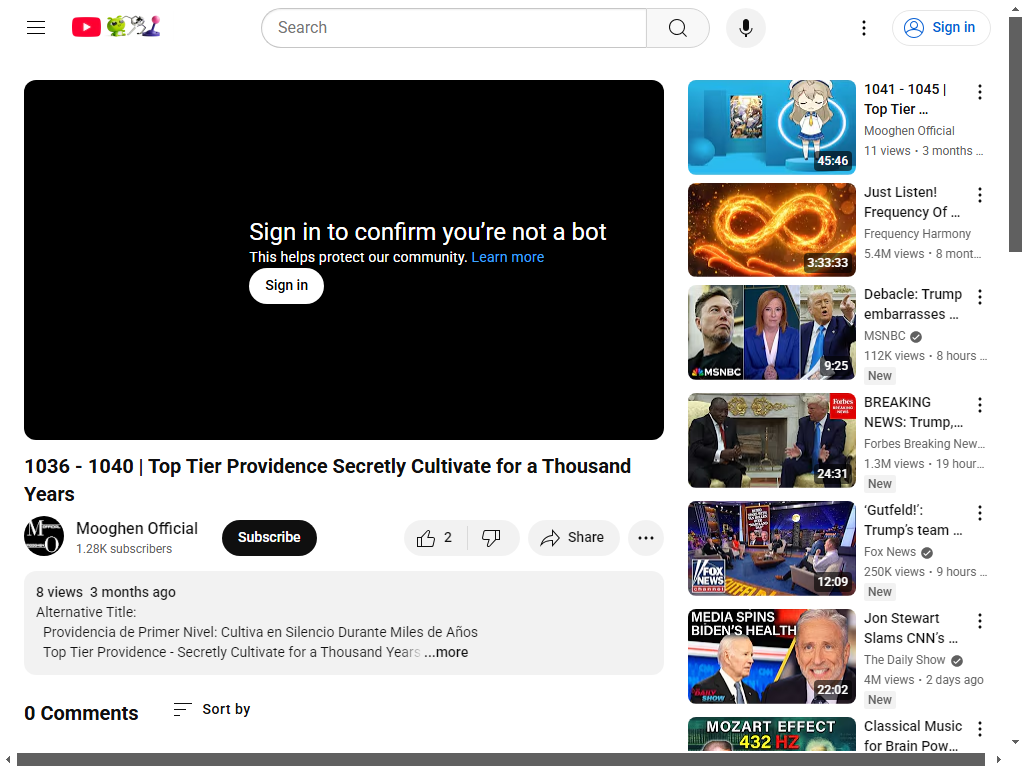 Search
Sign in
Sign in to confirm you’re not a bot
This helps protect our community. Learn more
Sign in
1036 - 1040 | Top Tier Providence Secretly Cultivate for a Thousand
Years
Mooghen Official
1.28K subscribers
Subscribe
2
Share
8 views 3 months ago
Alternative Title:
Providencia de Primer Nivel: Cultiva en Silencio Durante Miles de Años
Top Tier Providence - Secretly Cultivate for a Thousand Years ...more
0 Comments
Sort by
45:46
1041 - 1045 |
Top Tier ...
Mooghen Official
11 views • 3 months ...
3:33:33
Just Listen!
Frequency Of ...
Frequency Harmony
5.4M views • 8 mont...
MSNBC
9:25
Debacle: Trump
embarrasses ...
MSNBC
112K views • 8 hours ...
New
Forbes
BREAKING
NEWS
24:31
BREAKING
NEWS: Trump,...
Forbes Breaking New...
1.3M views • 19 hour...
New
FOX
NEWS
channel
12:09
‘Gutfeld!’:
Trump’s team ...
Fox News
250K views • 9 hours ...
New
MEDIA SPINS
BIDEN'S HEALTH
THE DAILY SHOW
22:02
Jon Stewart
Slams CNN’s ...
The Daily Show
4M views • 2 days ago
New
MOZART EFFECT
432 HZ
Classical Music
for Brain Pow...